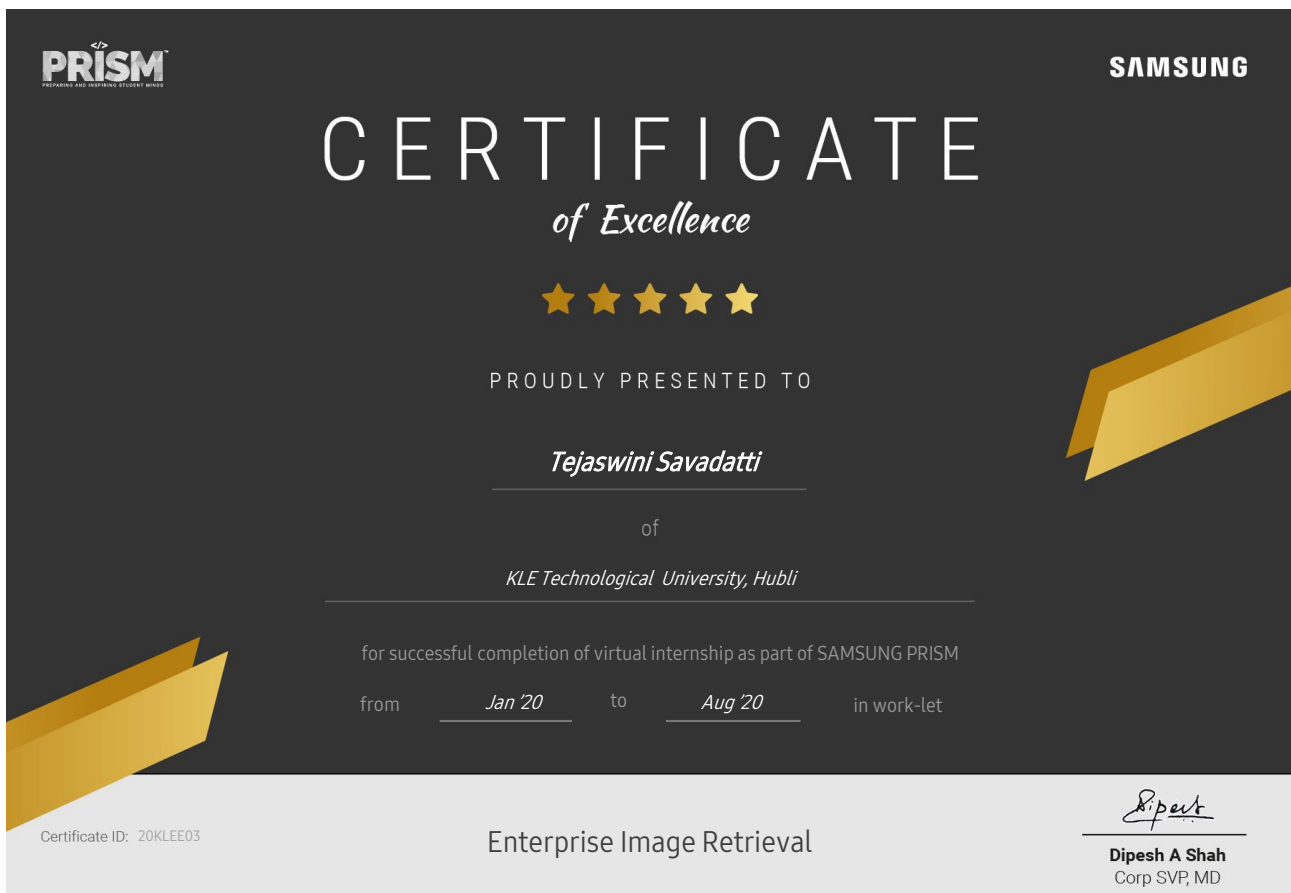 </>
PRISM™
PREPARING AND INSPIRING STUDENT MINDS
SAMSUNG
CERTIFICATE
of Excellence
PROUDLY PRESENTED TO
Tejaswini Savadatti
of
KLE Technological University, Hubli
for successful completion of virtual internship as part of SAMSUNG PRISM
from Jan '20 to Aug '20 in work-let
Certificate ID: 20KLEE03
Enterprise Image Retrieval
Dipesh
Dipesh A Shah
Corp SVP, MD